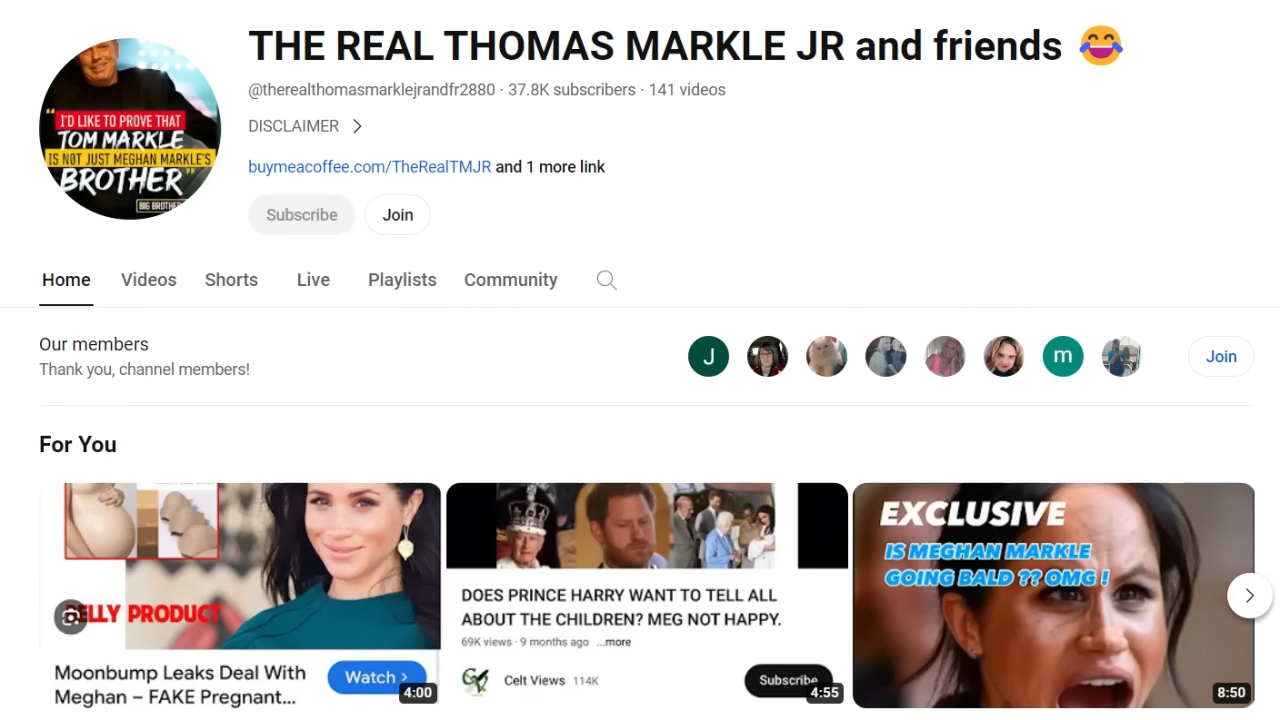 THE REAL THOMAS MARKLE JR and friends 😂
@therealthomasmarklejrandfr2880 · 37.8K subscribers · 141 videos
DISCLAIMER
buymeacoffee.com/TheRealTMJR and 1 more link
Subscribe
Join
"I'D LIKE TO PROVE THAT
TOM MARKLE
IS NOT JUST MEGHAN MARKLE'S
BROTHER"
BIG BROTHER
Home
Videos
Shorts
Live
Playlists
Community
Our members
Thank you, channel members!
J
m
Join
For You
ELLY PRODUCT
Moonbump Leaks Deal With
Meghan – FAKE Pregnant...
Watch
4:00
DOES PRINCE HARRY WANT TO TELL ALL
ABOUT THE CHILDREN? MEG NOT HAPPY.
69K views · 9 months ago ...more
Celt Views 114K
Subscribe
4:55
EXCLUSIVE
IS MEGHAN MARKLE
GOING BALD ?? OMG !
8:50